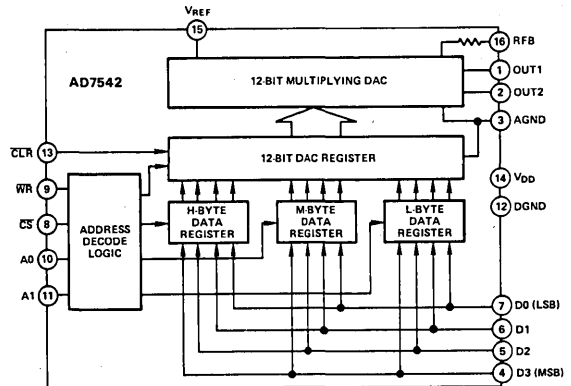 VREF
15
16 RFB
AD7542
12-BIT MULTIPLYING DAC
1 OUT1
2 OUT2
3 AGND
CLR 13
12-BIT DAC REGISTER
14 VDD
WR 9
12 DGND
CS 8
ADDRESS
DECODE
LOGIC
H-BYTE
DATA
REGISTER
M-BYTE
DATA
REGISTER
L-BYTE
DATA
REGISTER
A0 10
A1 11
7 D0 (LSB)
6 D1
5 D2
4 D3 (MSB)